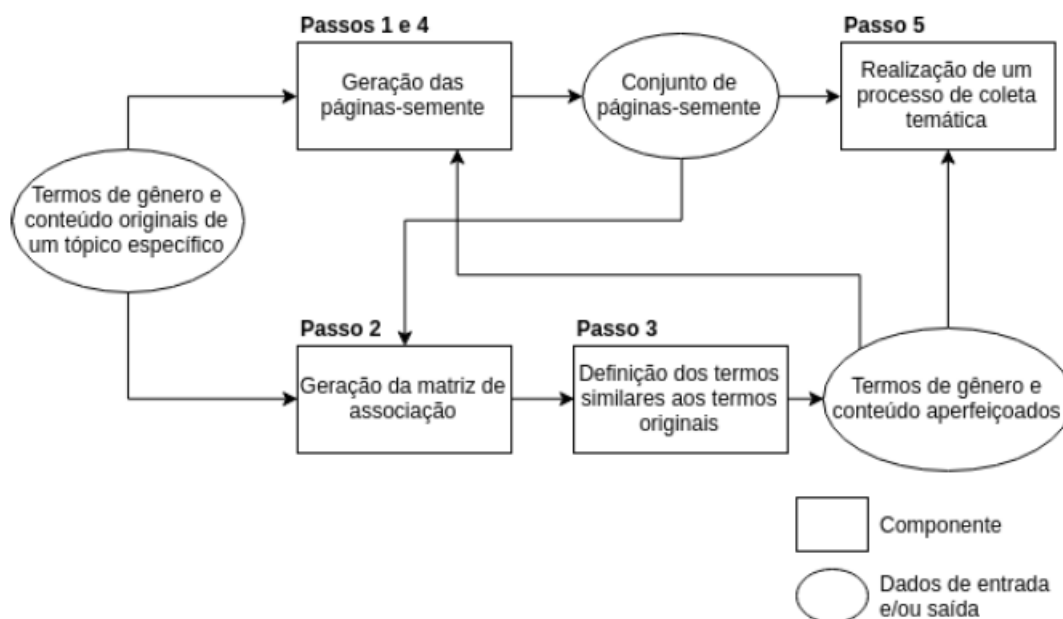 Passos 1 e 4
Geração das
páginas-semente
Conjunto de
páginas-semente
Passo 5
Realização de um
processo de coleta
temática
Termos de gênero e
conteúdo originais de
um tópico específico
Passo 2
Geração da matriz de
associação
Passo 3
Definição dos termos
similares aos termos
originais
Termos de gênero e
conteúdo aperfeiçoados
Componente
Dados de entrada
e/ou saída